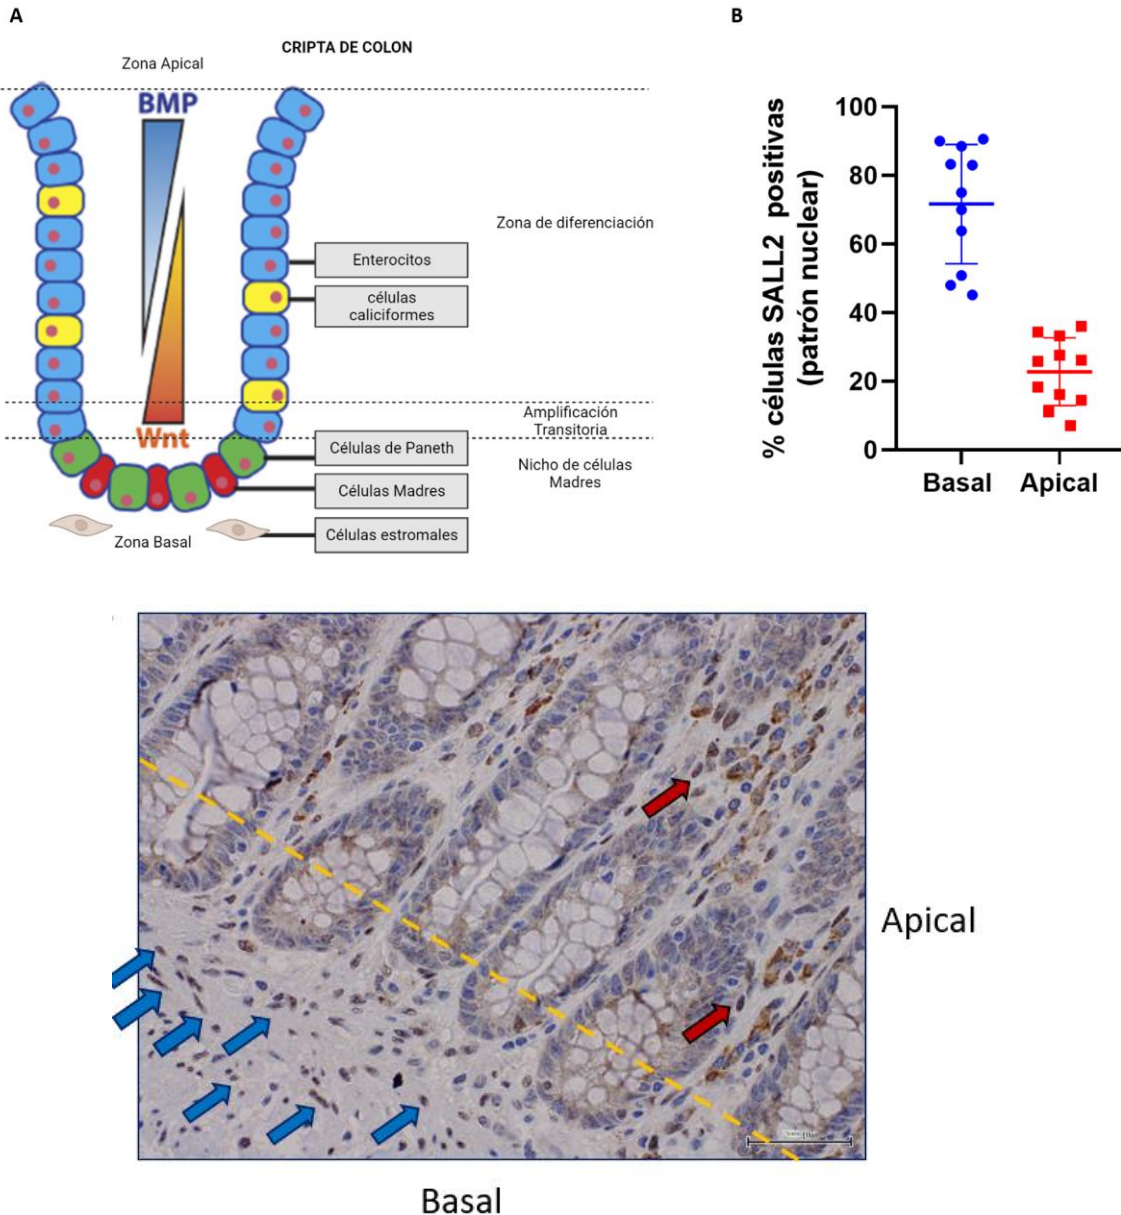 A
CRIPTA DE COLON
Zona Apical
BMP
Wnt
Zona de diferenciación
Enterocitos
células
caliciformes
Amplificación
Transitoria
Células de Paneth
Nicho de células
Madres
Células Madres
Células estromales
Zona Basal
B
% células SALL2 positivas
(patrón nuclear)
100
80
60
40
20
0
Basal
Apical
Apical
Basal